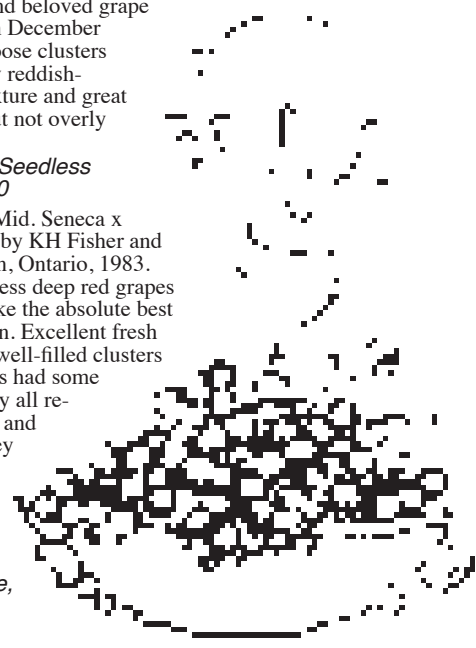 nd beloved grape
December
ose clusters
reddish-
ture and great
t not overly
Seedless
0
Mid. Seneca x
by KH Fisher and
n, Ontario, 1983.
ess deep red grapes
ke the absolute best
n. Excellent fresh
well-filled clusters
s had some
y all re-
and
ey
e,